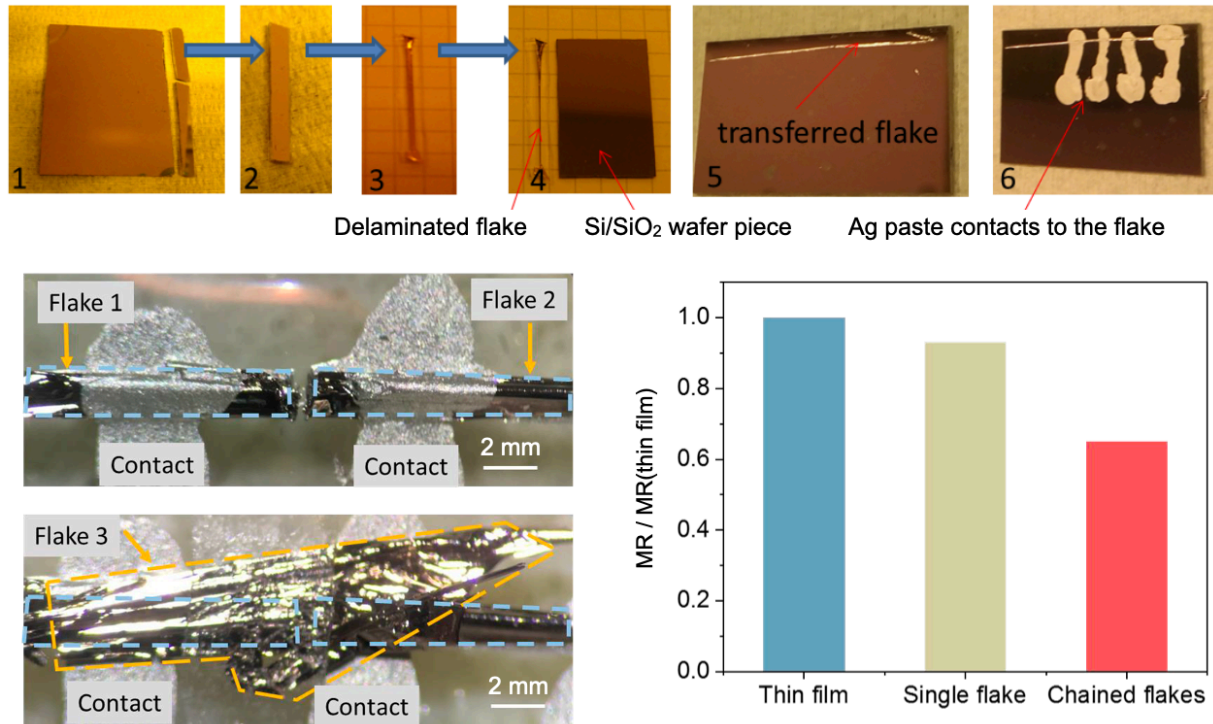 1
2
3
4
5
transferred flake
6
Delaminated flake
Si/SiO₂ wafer piece
Ag paste contacts to the flake
Flake 1
Flake 2
Contact
Contact
2 mm
Flake 3
Contact
Contact
2 mm
MR / MR(thin film)
1.0
0.8
0.6
0.4
0.2
0.0
Thin film
Single flake
Chained flakes